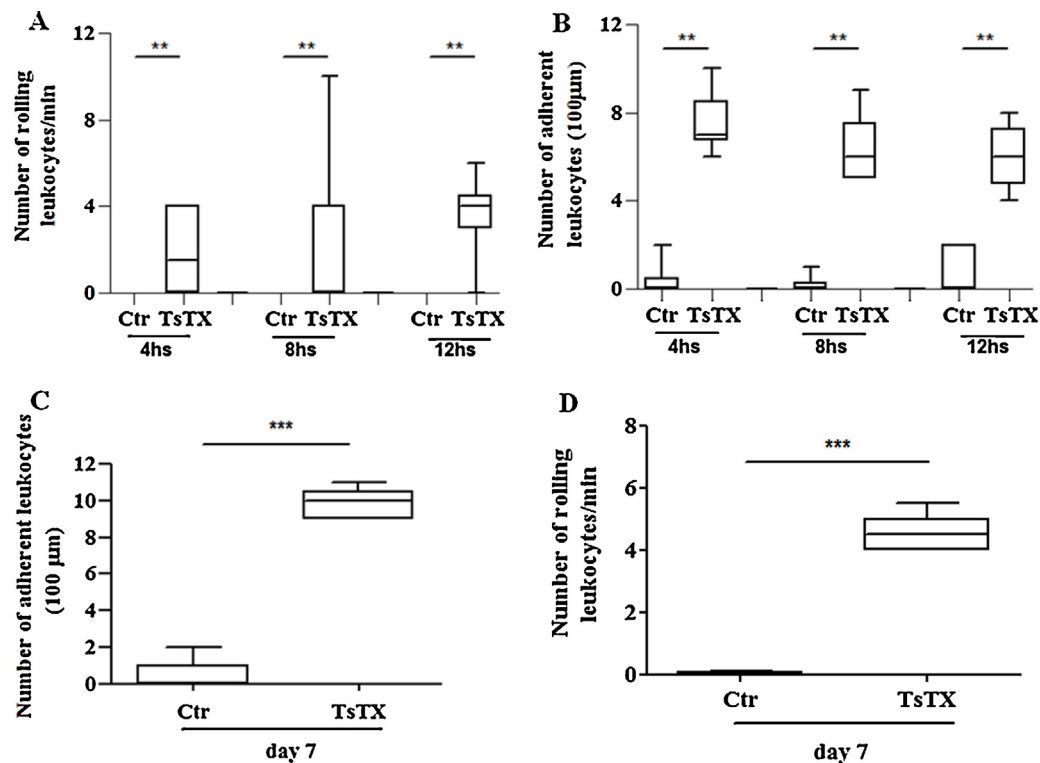 A
Number of rolling
leukocytes/min
12
8
4
0
**
**
**
Ctr TsTX
Ctr TsTX
Ctr TsTX
4hs
8hs
12hs
B
Number of adherent
leukocytes (100µm)
12
8
4
0
**
**
**
Ctr TsTX
Ctr TsTX
Ctr TsTX
4hs
8hs
12hs
C
Number of adherent leukocytes
(100 µm)
12
10
8
6
4
2
0
***
Ctr
TsTX
day 7
D
Number of rolling
leukocytes/min
8
6
4
2
0
***
Ctr
TsTX
day 7